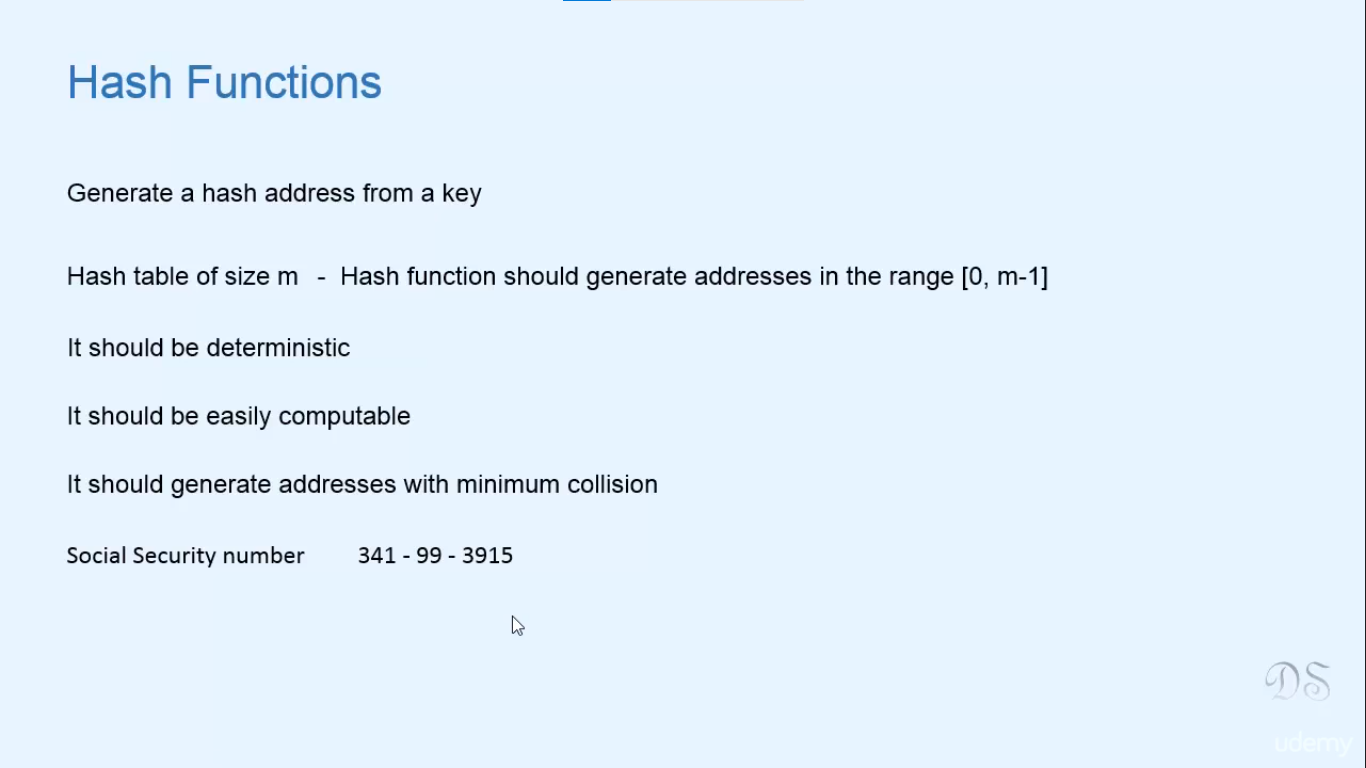 Hash Functions
Generate a hash address from a key
Hash table of size m - Hash function should generate addresses in the range [0, m-1]
It should be deterministic
It should be easily computable
It should generate addresses with minimum collision
Social Security number 341 - 99 - 3915
DS
udemy